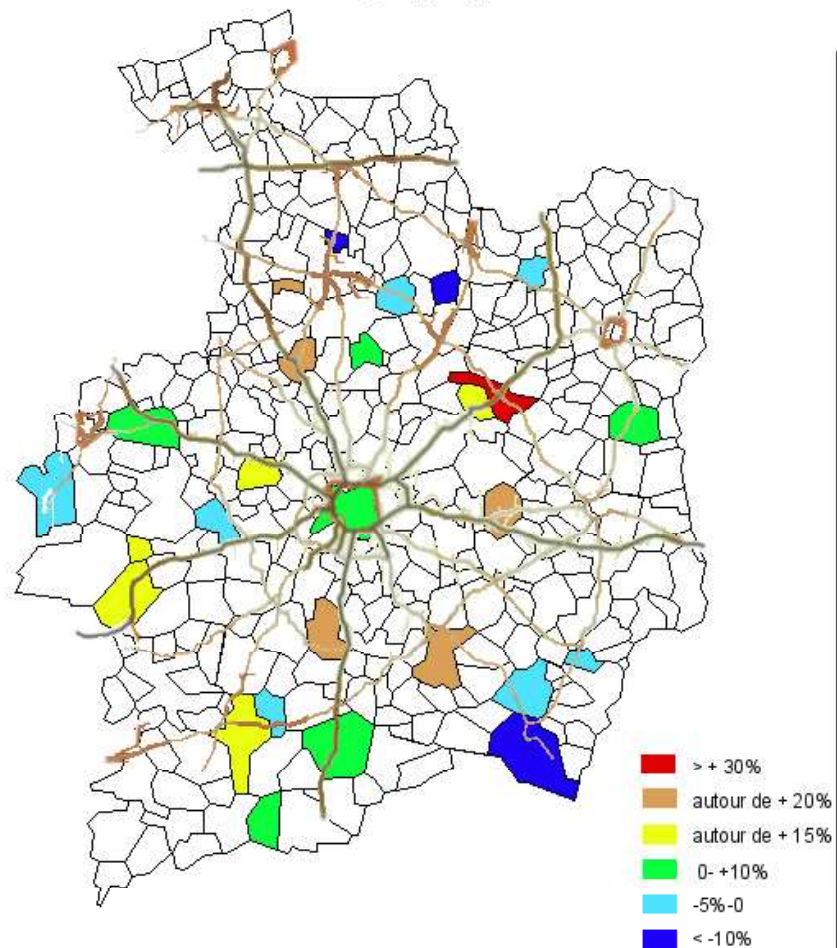 > + 30%
autour de + 20%
autour de + 15%
0- +10%
-5%-0
< -10%